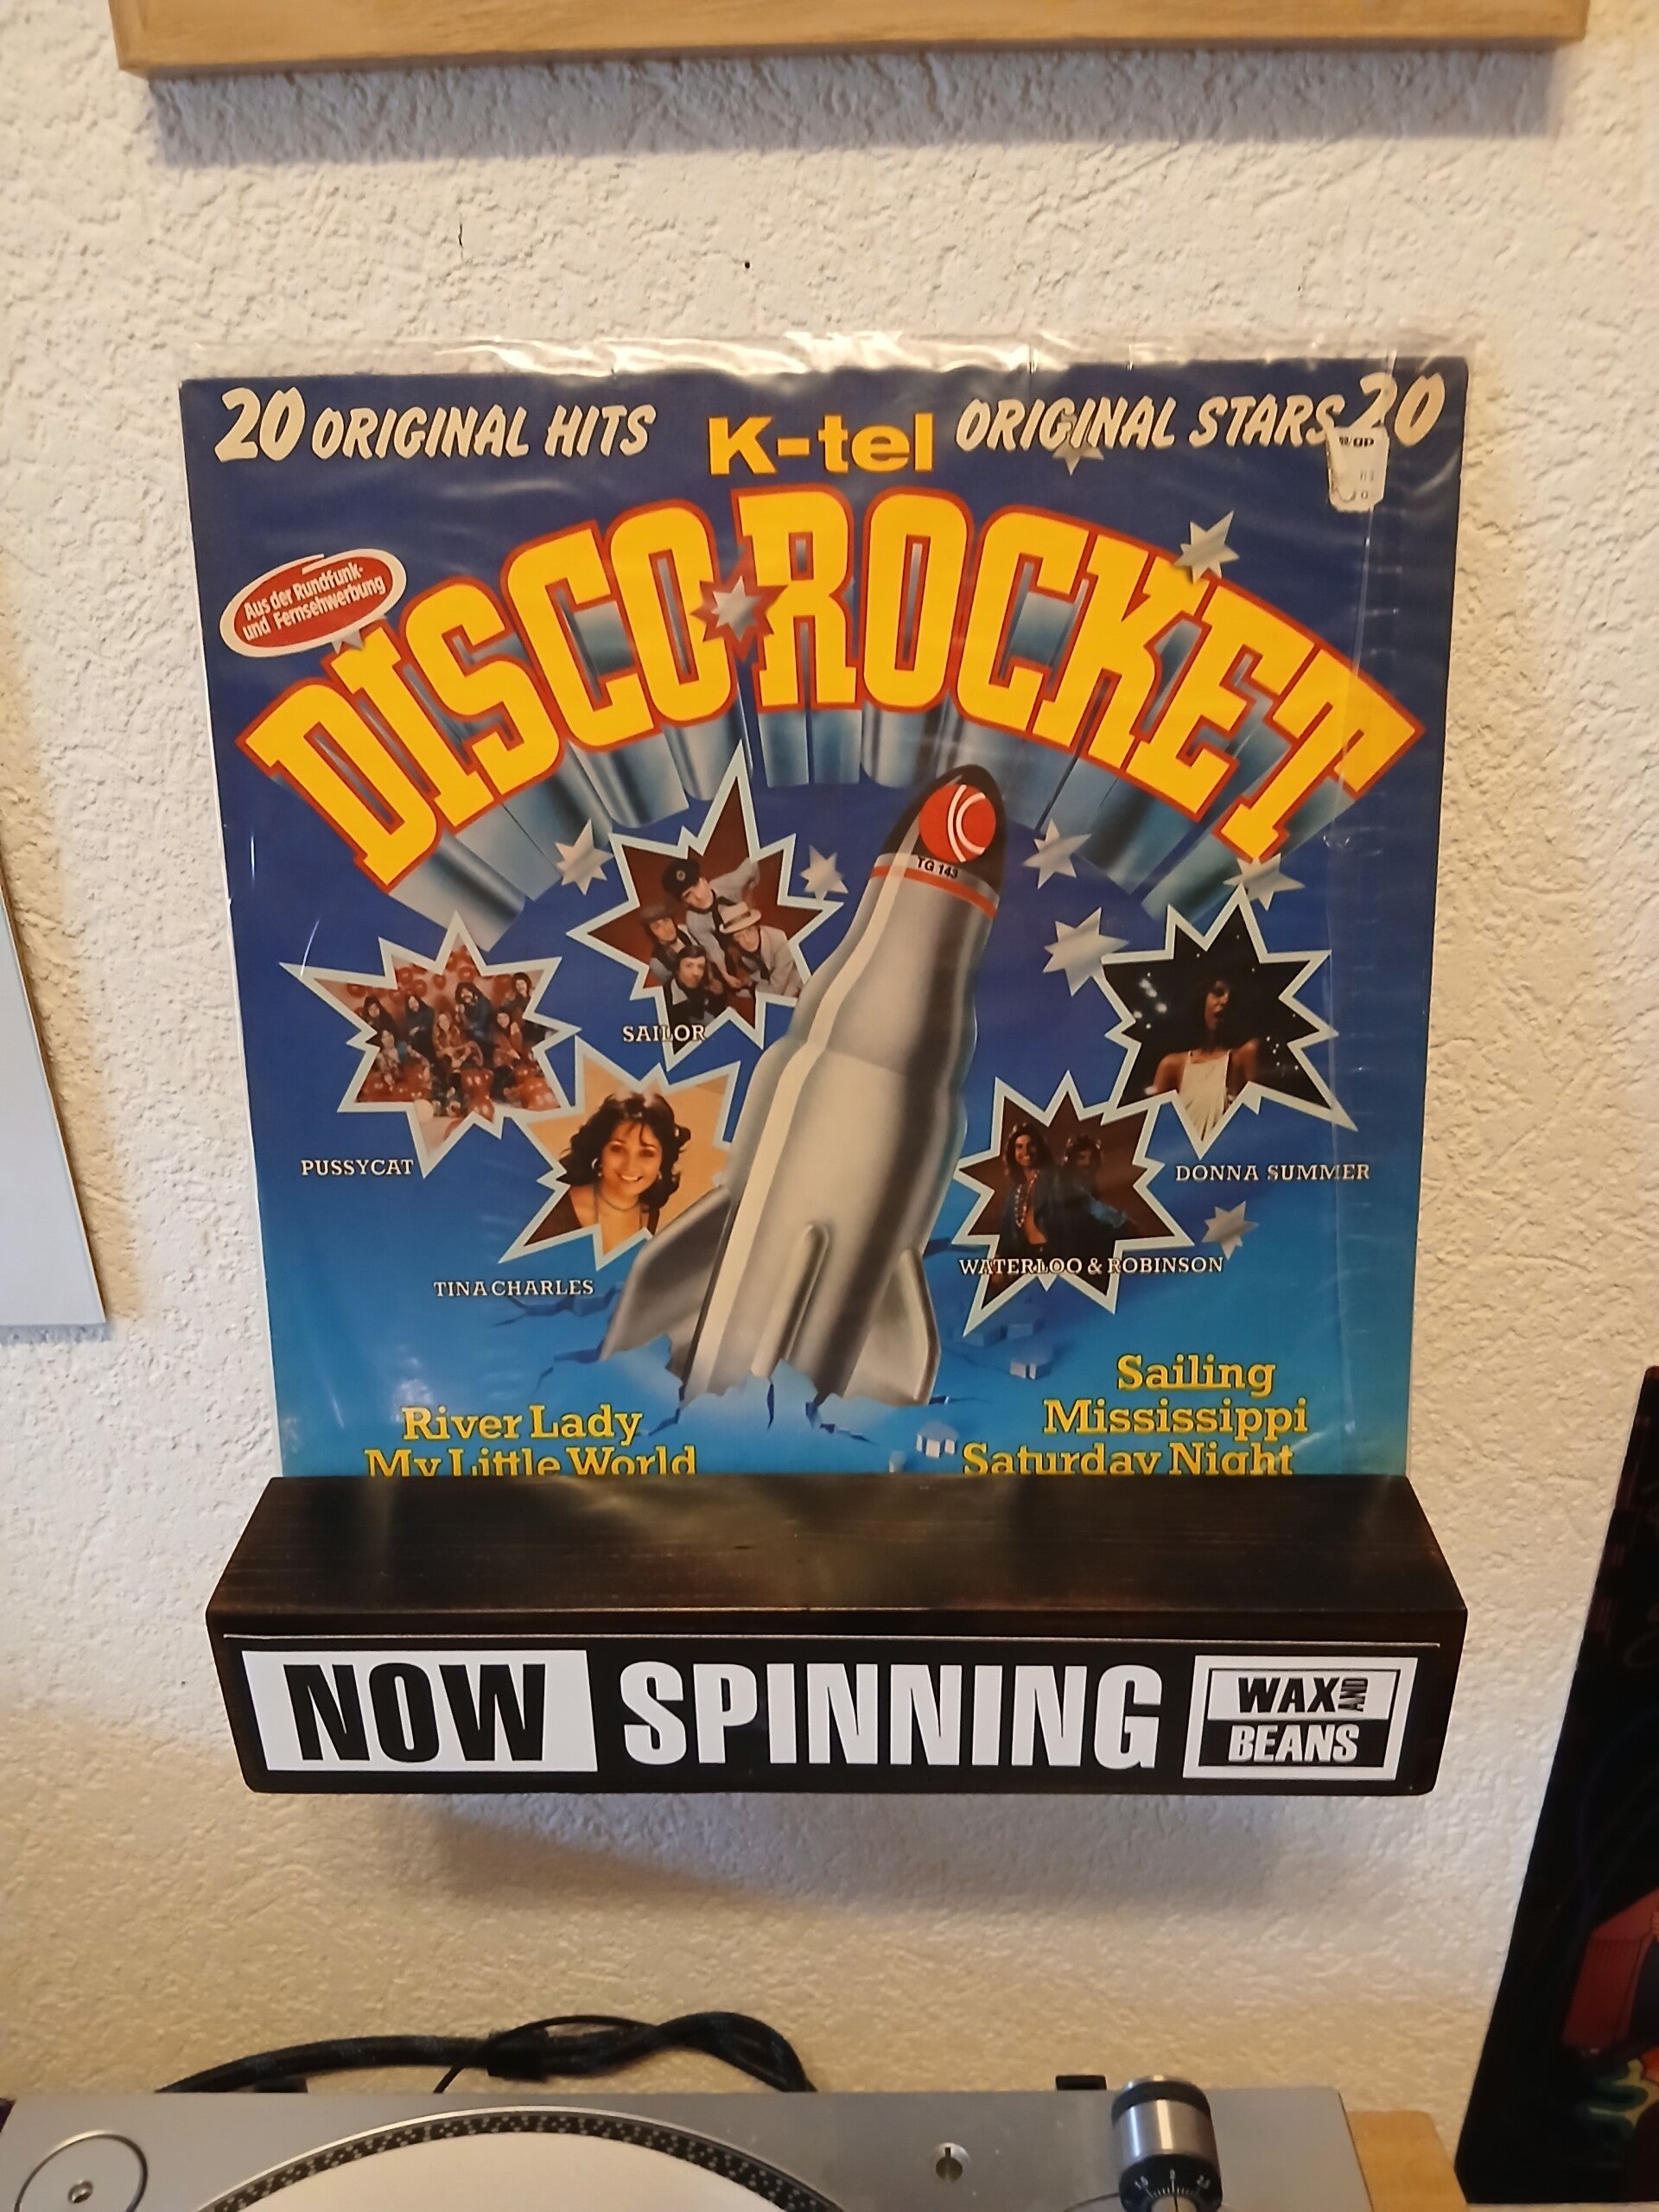 20 ORIGINAL HITS
K-tel
ORIGINAL STARS 20
DISCO ROCKET
Aus der Rundfunk-
und Fernsehwerbung
TG 143
SAILOR
PUSSYCAT
TINA CHARLES
DONNA SUMMER
WATERLOO & ROBINSON
River Lady
My Little World
Sailing
Mississippi
Saturday Night
NOW SPINNING
WAX AND
BEANS